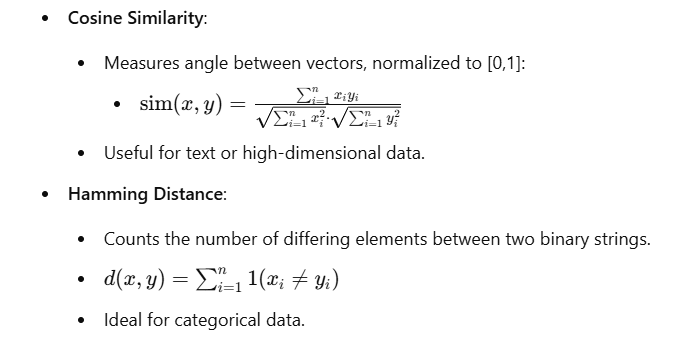 • Cosine Similarity:
• Measures angle between vectors, normalized to [0,1]:
• sim(x, y) = \frac{\sum_{i=1}^{n} x_i y_i}{\sqrt{\sum_{i=1}^{n} x_i^2} \cdot \sqrt{\sum_{i=1}^{n} y_i^2}}
• Useful for text or high-dimensional data.
• Hamming Distance:
• Counts the number of differing elements between two binary strings.
• d(x, y) = \sum_{i=1}^{n} 1(x_i ≠ y_i)
• Ideal for categorical data.